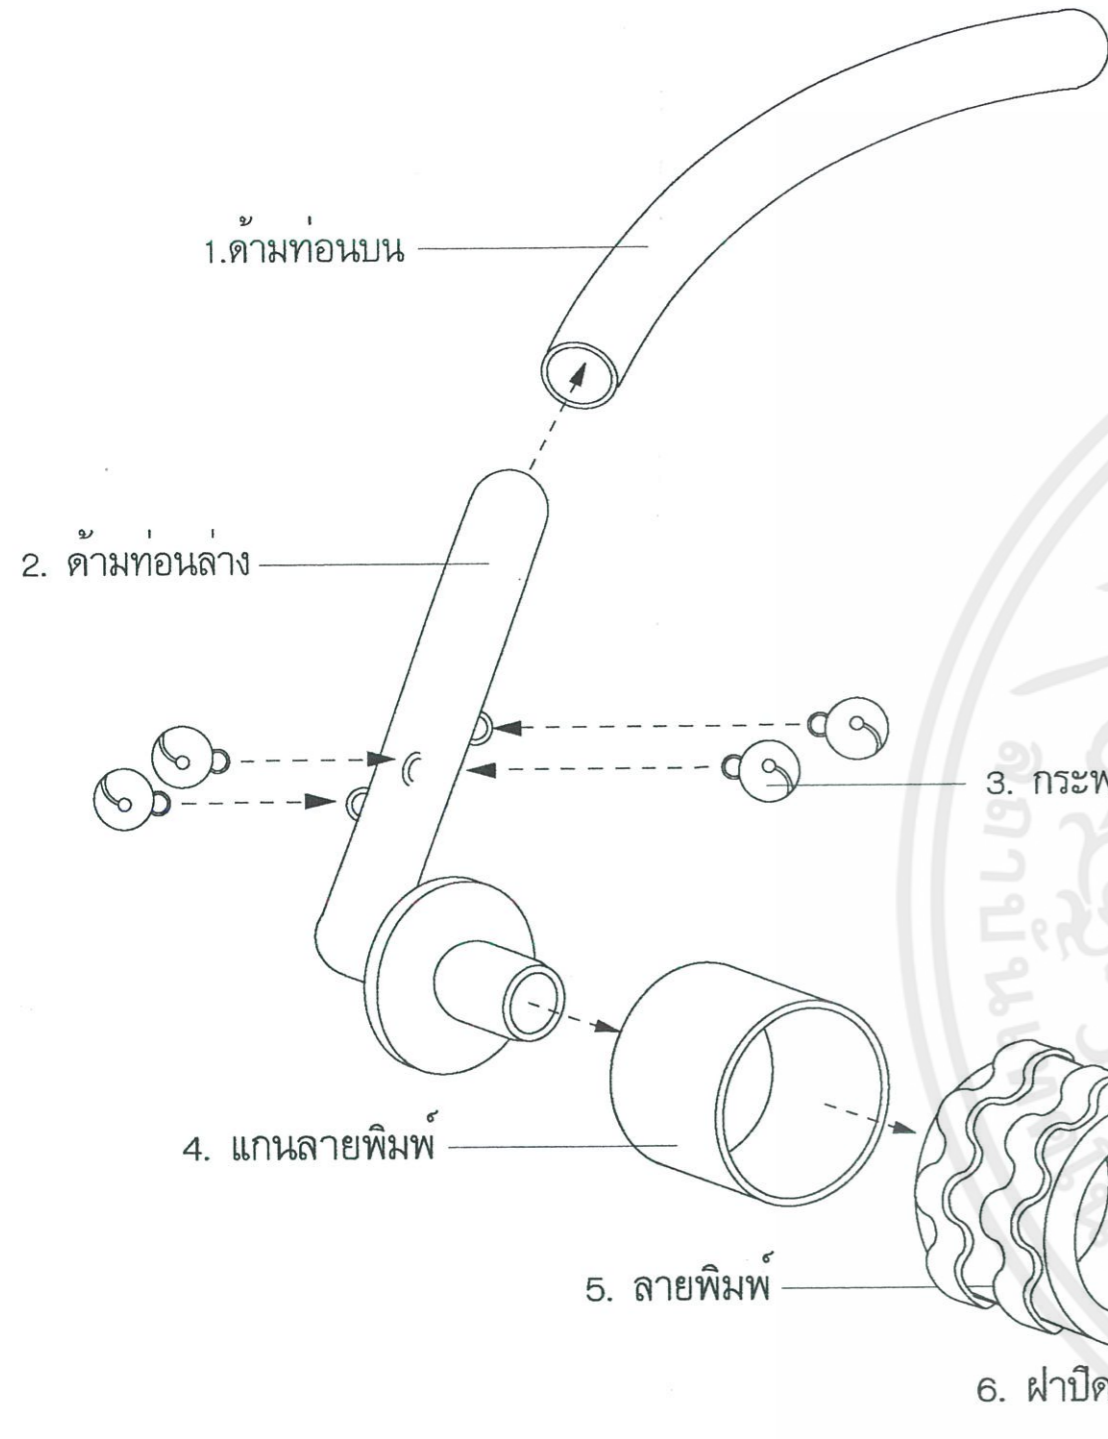 1.ด้ามท่อนบน
2. ด้ามท่อนล่าง
3. กระพ
4. แกนลายพิมพ์
5. ลายพิมพ์
6. ฝาปิด